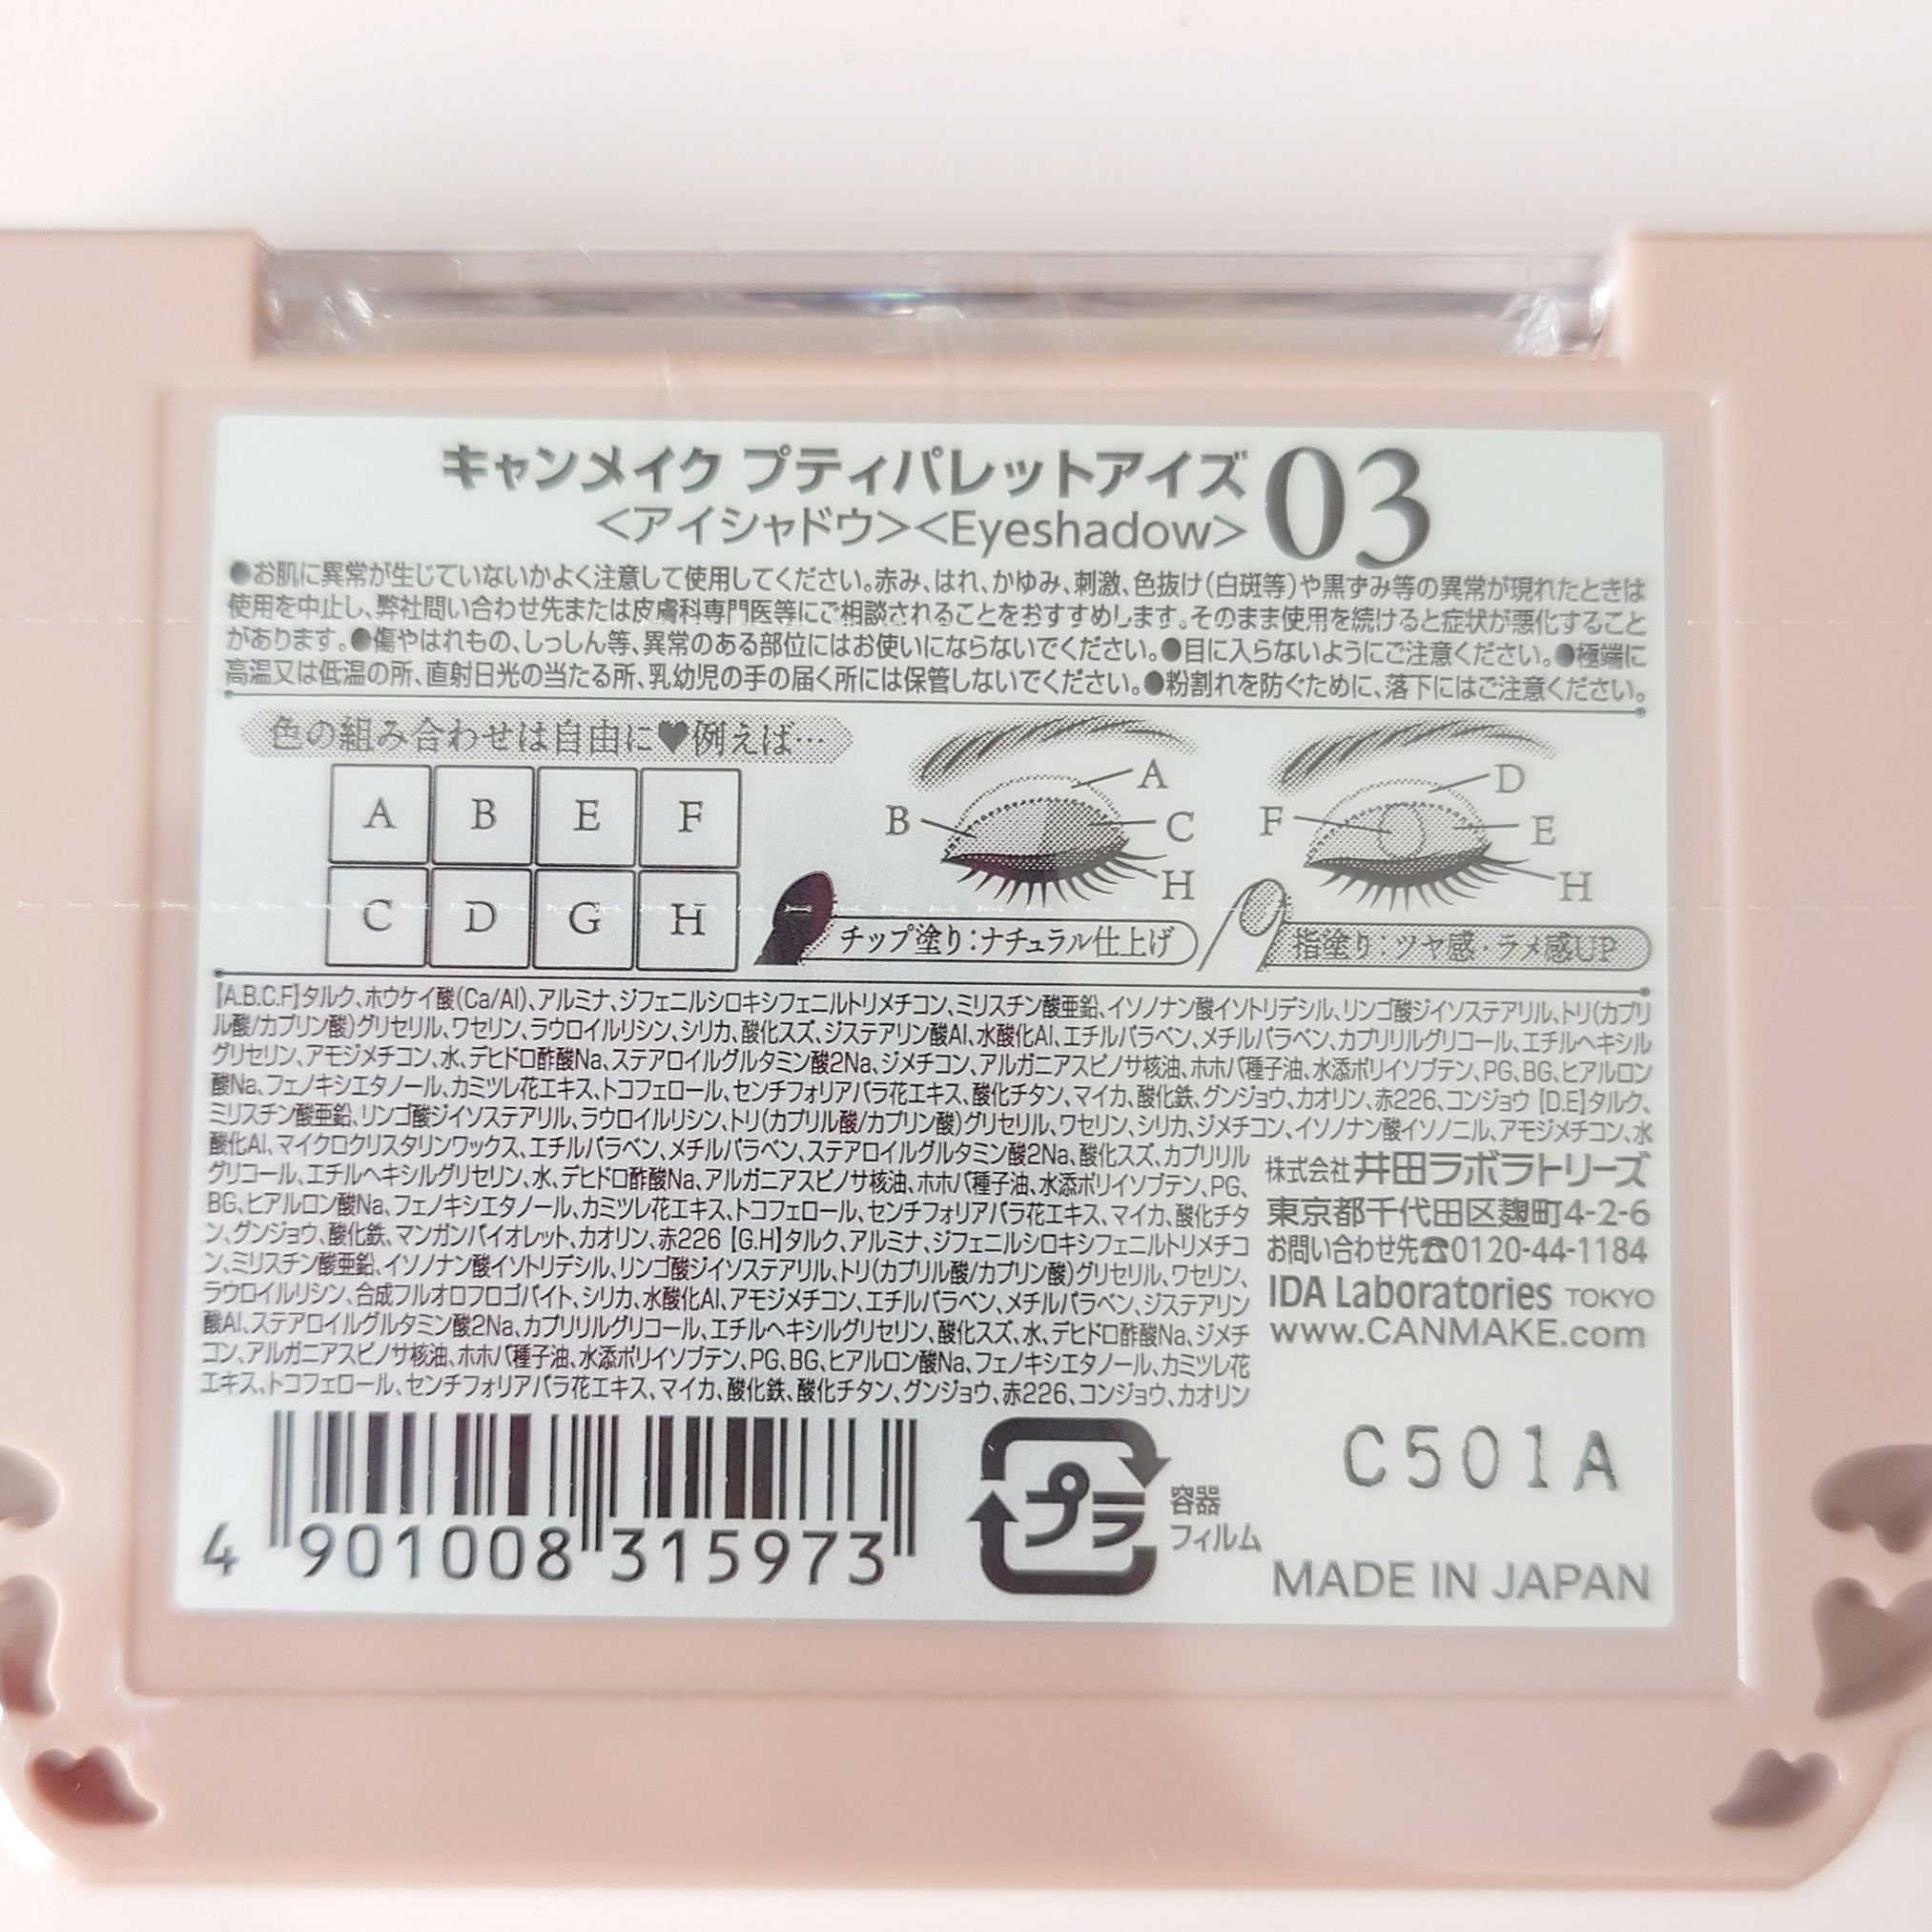 キャンメイク プティパレットアイズ 03
<アイシャドウ><Eyeshadow>
●お肌に異常が生じていないかよく注意して使用してください。赤み、はれ、かゆみ、刺激、色抜け(白斑等)や黒ずみ等の異常が現れたときは
使用を中止し、弊社問い合わせ先または皮膚科専門医等にご相談されることをおすすめします。そのまま使用を続けると症状が悪化すること
があります。●傷やはれもの、しっしん等、異常のある部位にはお使いにならないでください。●目に入らないようにご注意ください。●極端に
高温又は低温の所、直射日光の当たる所、乳幼児の手の届く所には保管しないでください。●粉割れを防ぐために、落下にはご注意ください。
色の組み合わせは自由に♥例えば…
A B E F
C D G H
A
B
C
H
チップ塗り:ナチュラル仕上げ
D
F
E
H
指塗り:ツヤ感・ラメ感UP
【A.B.C.F】タルク、ホウケイ酸(Ca/Al)、アルミナ、ジフェニルシロキシフェニルトリメチコン、ミリスチン酸亜鉛、イソノナン酸イソトリデシル、リンゴ酸ジイソステアリル、トリ(カプリ
ル酸/カプリン酸)グリセリル、ワセリン、ラウロイルリシン、シリカ、酸化スズ、ジステアリン酸Al、水酸化Al、エチルパラベン、メチルパラベン、カプリリルグリコール、エチルヘキシル
グリセリン、アモジメチコン、水、デヒドロ酢酸Na、ステアロイルグルタミン酸2Na、ジメチコン、アルガニアスピノサ核油、ホホバ種子油、水添ポリイソブテン、PG、BG、ヒアルロン
酸Na、フェノキシエタノール、カミツレ花エキス、トコフェロール、センチフォリアバラ花エキス、酸化チタン、マイカ、酸化鉄、グンジョウ、カオリン、赤226、コンジョウ【D.E】タルク、
ミリスチン酸亜鉛、リンゴ酸ジイソステアリル、ラウロイルリシン、トリ(カプリル酸/カプリン酸)グリセリル、ワセリン、シリカ、ジメチコン、イソノナン酸イソノニル、アモジメチコン、水
酸化Al、マイクロクリスタリンワックス、エチルパラベン、メチルパラベン、ステアロイルグルタミン酸2Na、酸化スズ、カプリリル
グリコール、エチルヘキシルグリセリン、水、デヒドロ酢酸Na、アルガニアスピノサ核油、ホホバ種子油、水添ポリイソブテン、PG、
BG、ヒアルロン酸Na、フェノキシエタノール、カミツレ花エキス、トコフェロール、センチフォリアバラ花エキス、マイカ、酸化チタ
ン、グンジョウ、酸化鉄、マンガンバイオレット、カオリン、赤226【G.H】タルク、アルミナ、ジフェニルシロキシフェニルトリメチコ
ン、ミリスチン酸亜鉛、イソノナン酸イソトリデシル、リンゴ酸ジイソステアリル、トリ(カプリル酸/カプリン酸)グリセリル、ワセリン、
ラウロイルリシン、合成フルオロフロゴパイト、シリカ、水酸化Al、アモジメチコン、エチルパラベン、メチルパラベン、ジステアリン
酸Al、ステアロイルグルタミン酸2Na、カプリリルグリコール、エチルヘキシルグリセリン、酸化スズ、水、デヒドロ酢酸Na、ジメチ
コン、アルガニアスピノサ核油、ホホバ種子油、水添ポリイソブテン、PG、BG、ヒアルロン酸Na、フェノキシエタノール、カミツレ花
エキス、トコフェロール、センチフォリアバラ花エキス、マイカ、酸化鉄、酸化チタン、グンジョウ、赤226、コンジョウ、カオリン
株式会社 井田ラボラトリーズ
東京都千代田区麹町4-2-6
お問い合わせ先☎0120-44-1184
IDA Laboratories TOKYO
www.CANMAKE.com
4 901008 315973
プラ
容器
フィルム
C501A
MADE IN JAPAN